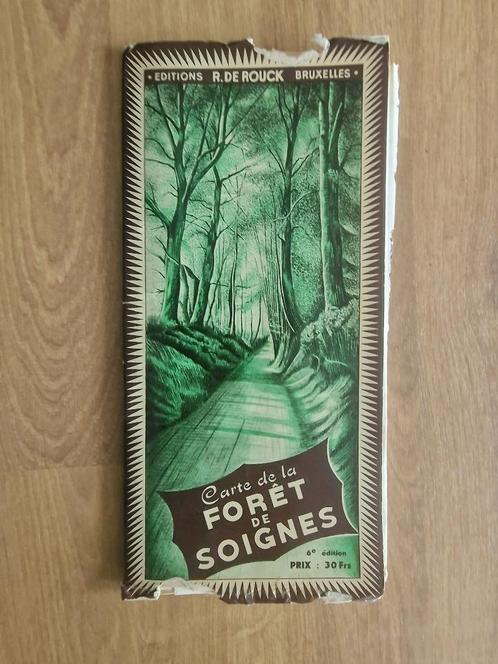 • EDITIONS R. DE ROUCK BRUXELLES •
Carte de la
FORÊT
DE
SOIGNES
6e édition
PRIX : 30 Frs